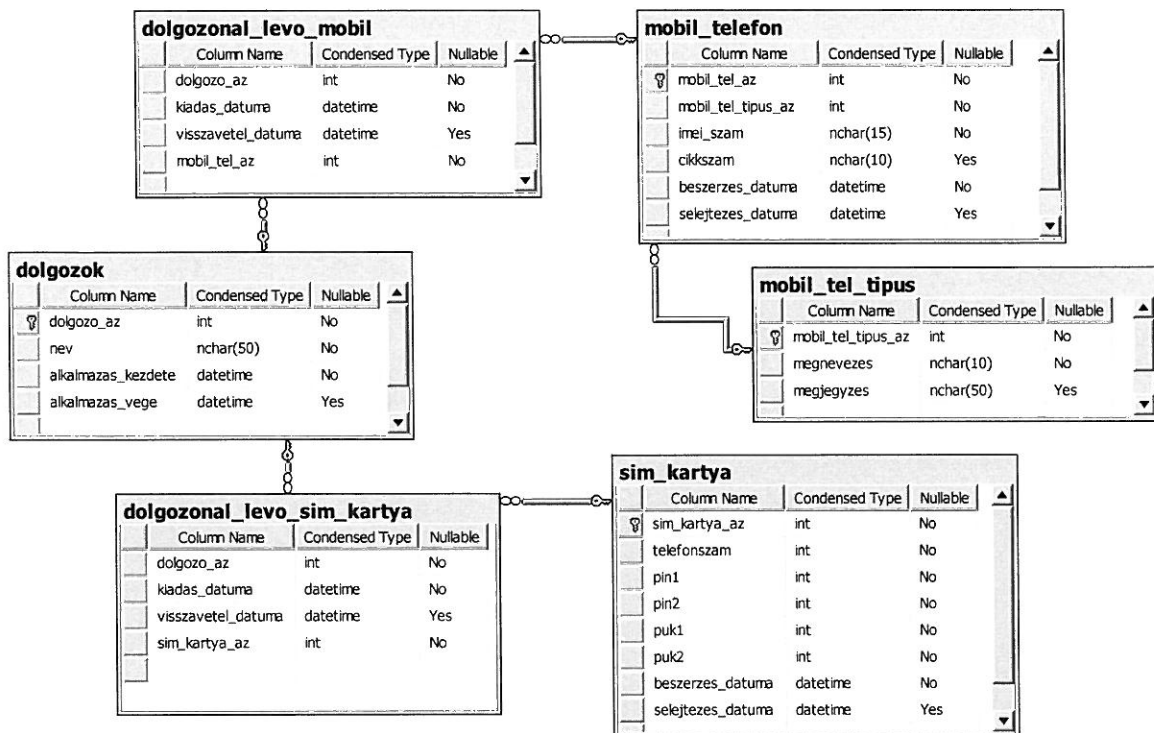 dolgozonal_levo_mobil
Column Name Condensed Type Nullable
dolgozo_az int No
kiadas_datuma datetime No
visszavetel_datuma datetime Yes
mobil_tel_az int No
mobil_telefon
Column Name Condensed Type Nullable
mobil_tel_az int No
mobil_tel_tipus_az int No
imei_szam nchar(15) No
cikkszam nchar(10) Yes
beszerzes_datuma datetime No
selejtezes_datuma datetime Yes
dolgozok
Column Name Condensed Type Nullable
dolgozo_az int No
nev nchar(50) No
alkalmazas_kezdete datetime No
alkalmazas_vege datetime Yes
mobil_tel_tipus
Column Name Condensed Type Nullable
mobil_tel_tipus_az int No
megnevezes nchar(10) No
megjegyzes nchar(50) Yes
dolgozonal_levo_sim_kartya
Column Name Condensed Type Nullable
dolgozo_az int No
kiadas_datuma datetime No
visszavetel_datuma datetime Yes
sim_kartya_az int No
sim_kartya
Column Name Condensed Type Nullable
sim_kartya_az int No
telefonszam int No
pin1 int No
pin2 int No
puk1 int No
puk2 int No
beszerzes_datuma datetime No
selejtezes_datuma datetime Yes